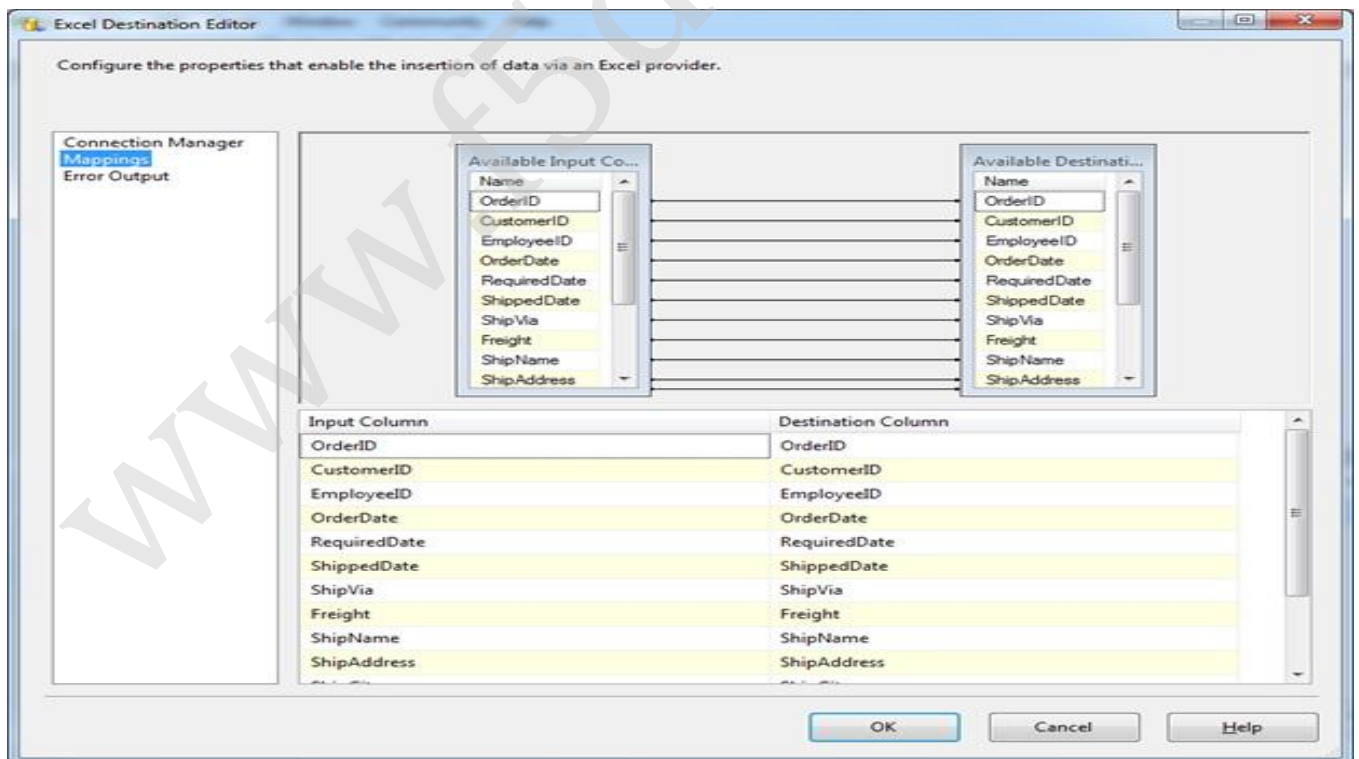 Excel Destination Editor
Configure the properties that enable the insertion of data via an Excel provider.
Connection Manager
Mappings
Error Output
Available Input Co...
Name
OrderID
CustomerID
EmployeeID
OrderDate
RequiredDate
ShippedDate
ShipVia
Freight
ShipName
ShipAddress
Available Destinati...
Name
OrderID
CustomerID
EmployeeID
OrderDate
RequiredDate
ShippedDate
ShipVia
Freight
ShipName
ShipAddress
Input Column Destination Column
OrderID OrderID
CustomerID CustomerID
EmployeeID EmployeeID
OrderDate OrderDate
RequiredDate RequiredDate
ShippedDate ShippedDate
ShipVia ShipVia
Freight Freight
ShipName ShipName
ShipAddress ShipAddress
OK Cancel Help